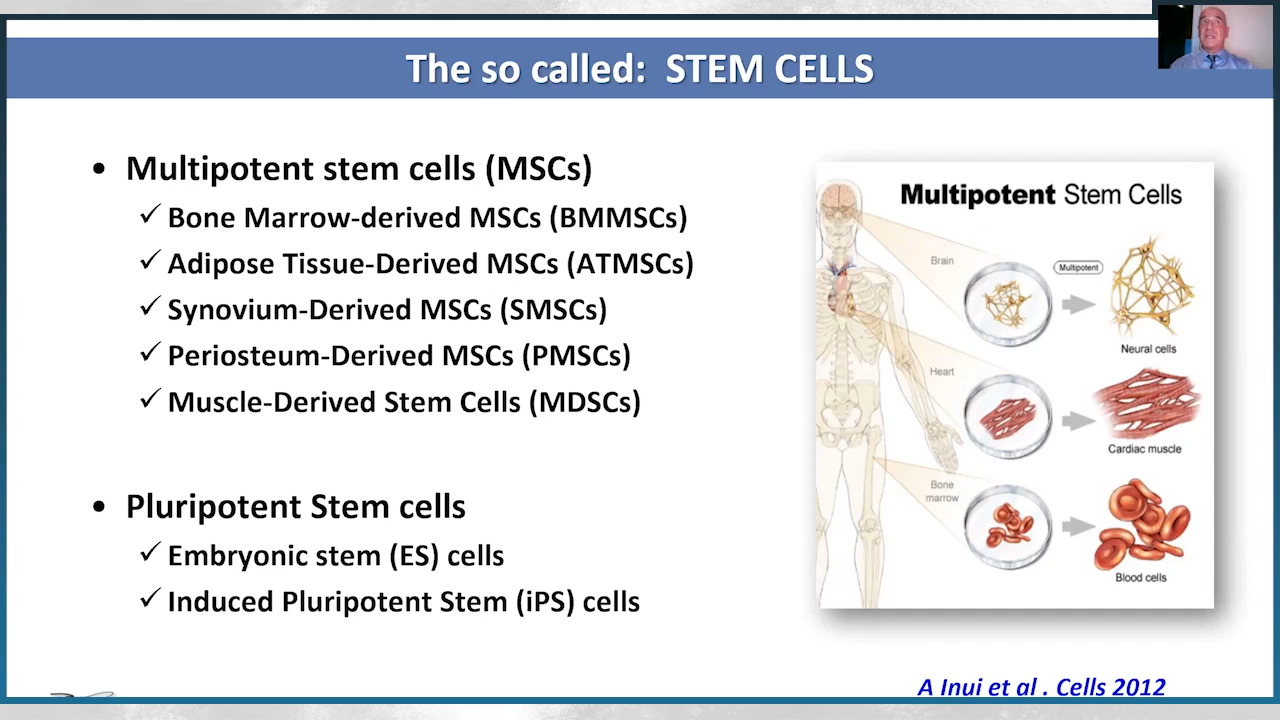 The so called: STEM CELLS
• Multipotent stem cells (MSCs)
✓ Bone Marrow-derived MSCs (BMMSCs)
✓ Adipose Tissue-Derived MSCs (ATMSCs)
✓ Synovium-Derived MSCs (SMSCs)
✓ Periosteum-Derived MSCs (PMSCs)
✓ Muscle-Derived Stem Cells (MDSCs)
• Pluripotent Stem cells
✓ Embryonic stem (ES) cells
✓ Induced Pluripotent Stem (iPS) cells
Multipotent Stem Cells
Brain
Multipotent
Neural cells
Heart
Cardiac muscle
Bone
marrow
Blood cells
A Inui et al . Cells 2012